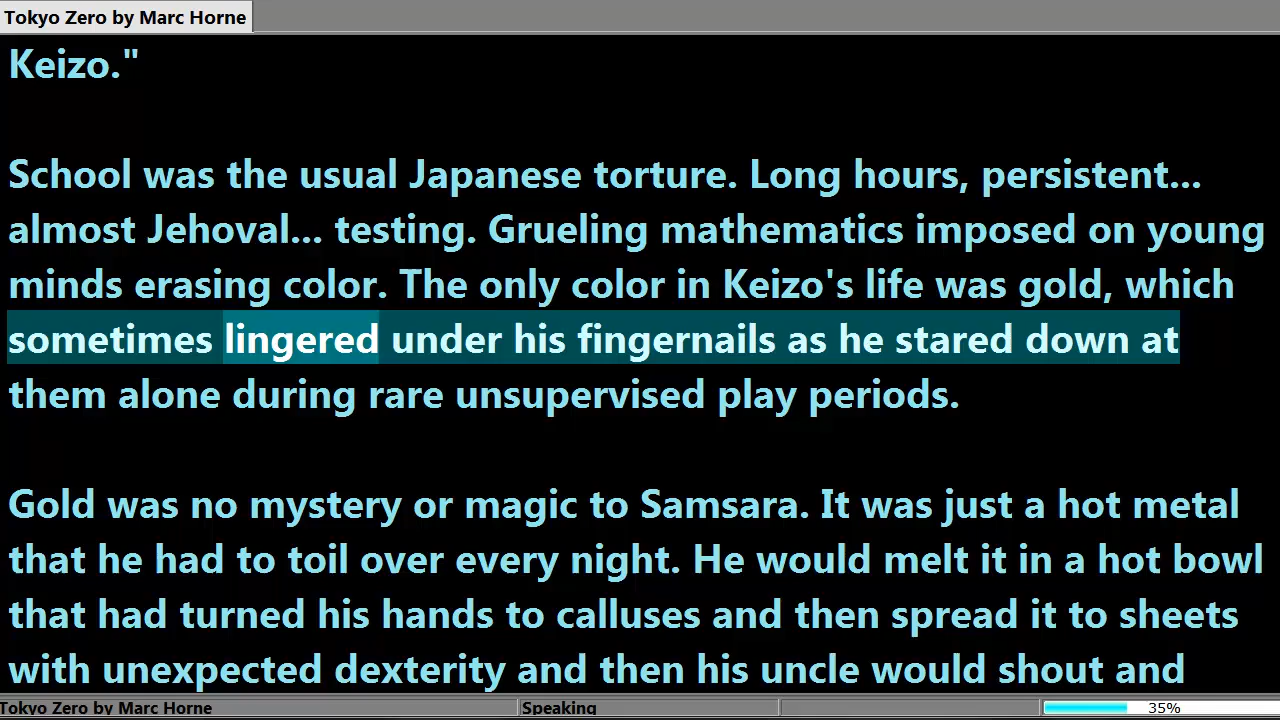 Tokyo Zero by Marc Horne
Keizo."
School was the usual Japanese torture. Long hours, persistent...
almost Jehoval... testing. Grueling mathematics imposed on young
minds erasing color. The only color in Keizo's life was gold, which
sometimes lingered under his fingernails as he stared down at
them alone during rare unsupervised play periods.
Gold was no mystery or magic to Samsara. It was just a hot metal
that he had to toil over every night. He would melt it in a hot bowl
that had turned his hands to calluses and then spread it to sheets
with unexpected dexterity and then his uncle would shout and
Tokyo Zero by Marc Horne
Speaking
35%